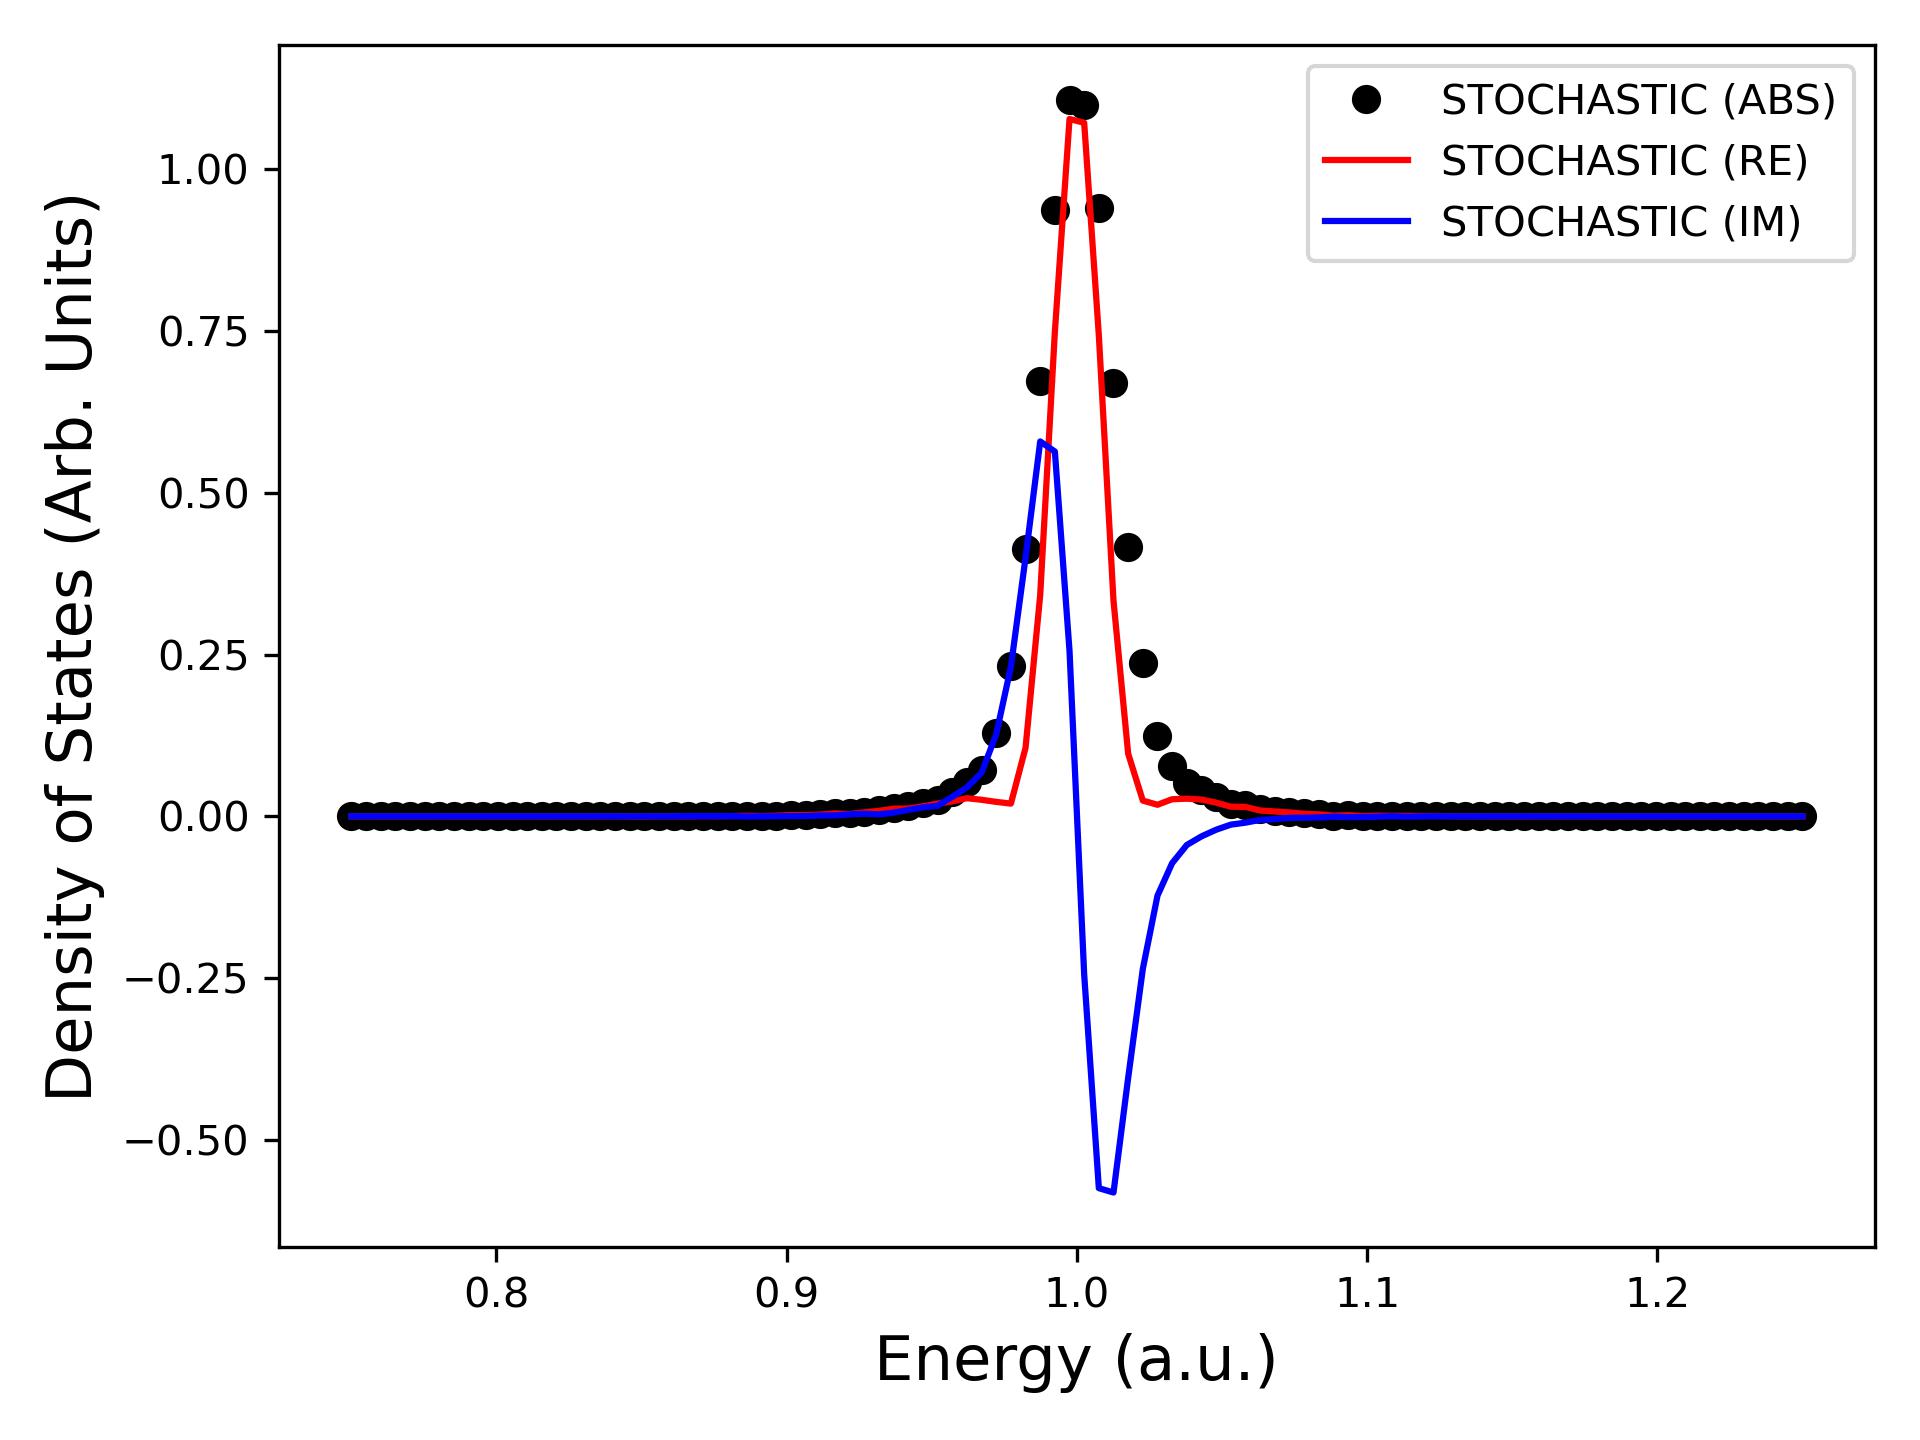 STOCHASTIC (ABS)
STOCHASTIC (RE)
STOCHASTIC (IM)
Density of States (Arb. Units)
1.00
0.75
0.50
0.25
0.00
−0.25
−0.50
0.8 0.9 1.0 1.1 1.2
Energy (a.u.)